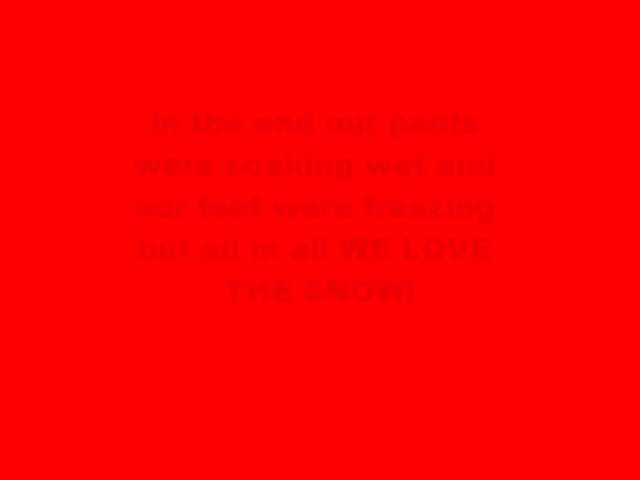 In the end our pants
were soaking wet and
our feet were freezing
but all in all WE LOVE
THE SNOW!